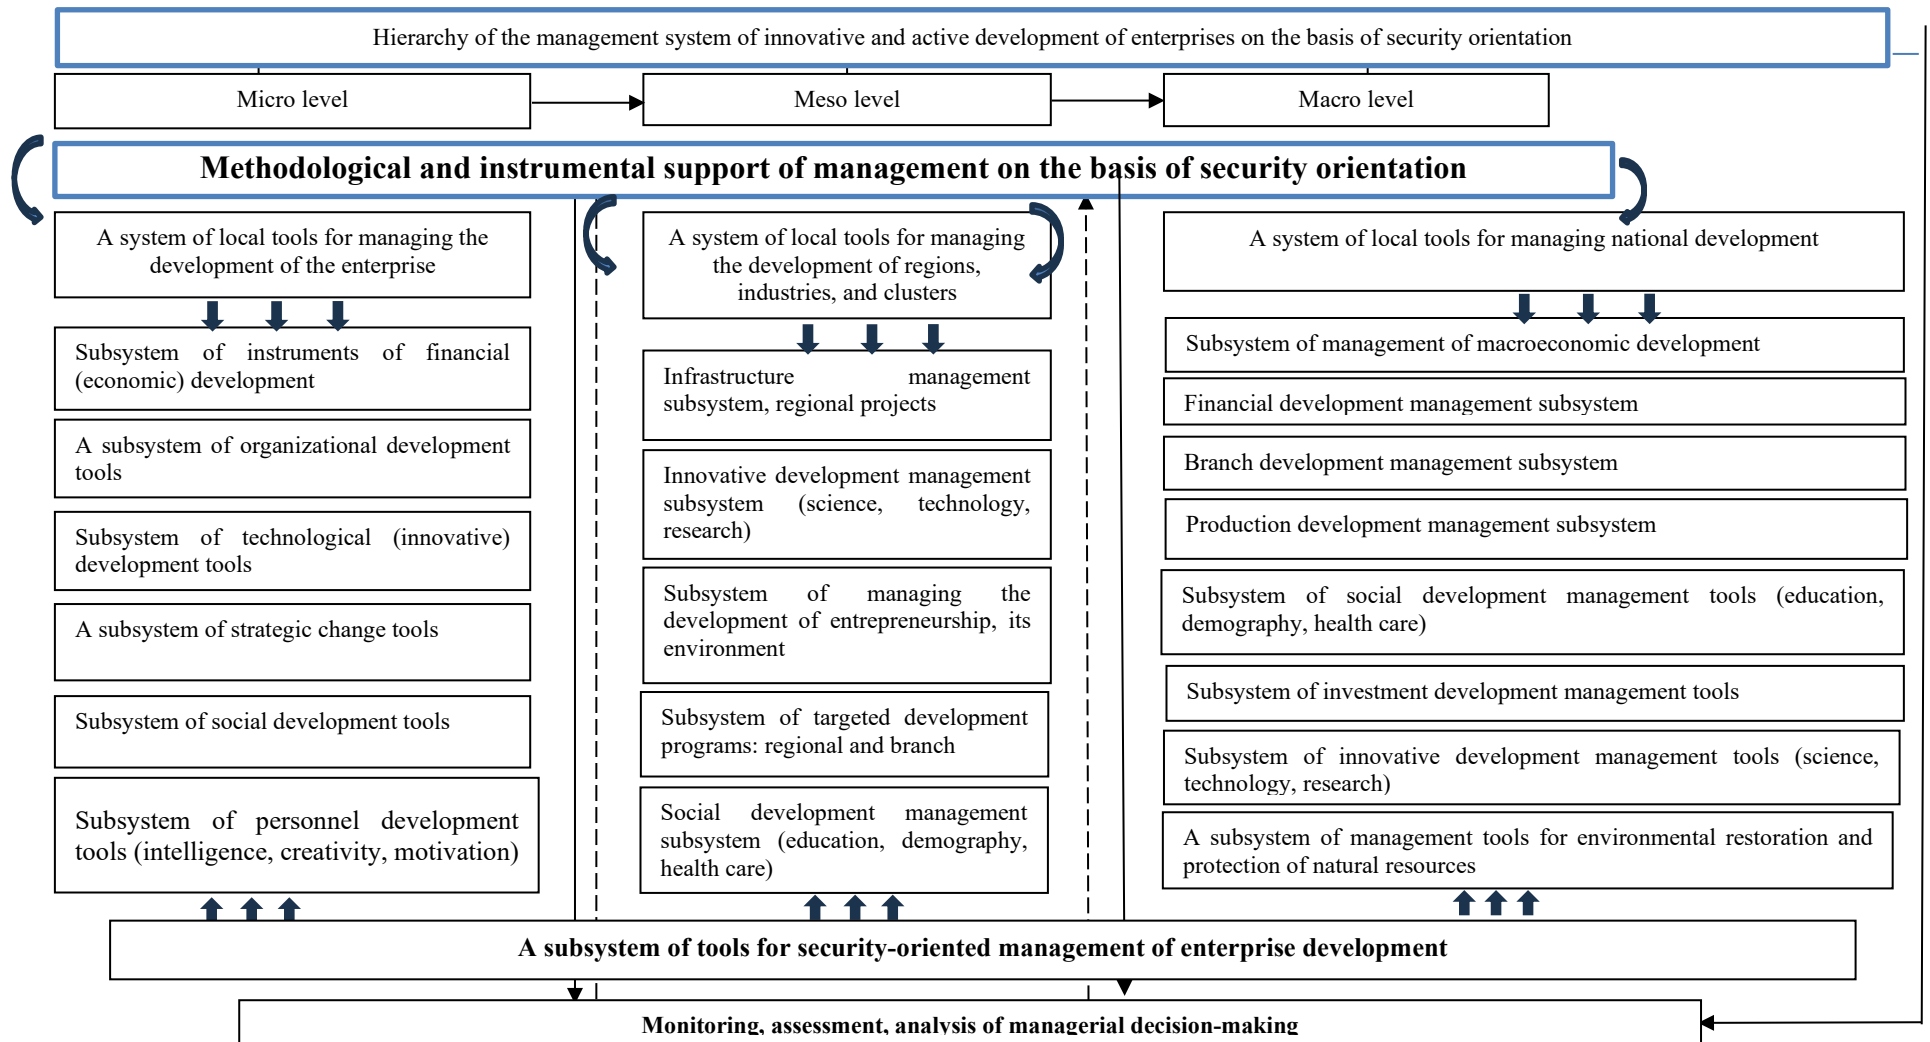 Hierarchy of the management system of innovative and active development of enterprises on the basis of security orientation
Micro level
Meso level
Macro level
Methodological and instrumental support of management on the basis of security orientation
A system of local tools for managing the
development of the enterprise
Subsystem of instruments of financial
(economic) development
A subsystem of organizational development
tools
Subsystem of technological (innovative)
development tools
A subsystem of strategic change tools
Subsystem of social development tools
Subsystem of personnel development
tools (intelligence, creativity, motivation)
A system of local tools for managing
the development of regions,
industries, and clusters
Infrastructure management
subsystem, regional projects
Innovative development management
subsystem (science, technology,
research)
Subsystem of managing the
development of entrepreneurship, its
environment
Subsystem of targeted development
programs: regional and branch
Social development management
subsystem (education, demography,
health care)
A system of local tools for managing national development
Subsystem of management of macroeconomic development
Financial development management subsystem
Branch development management subsystem
Production development management subsystem
Subsystem of social development management tools (education,
demography, health care)
Subsystem of investment development management tools
Subsystem of innovative development management tools (science,
technology, research)
A subsystem of management tools for environmental restoration and
protection of natural resources
A subsystem of tools for security-oriented management of enterprise development
Monitoring, assessment, analysis of managerial decision-making